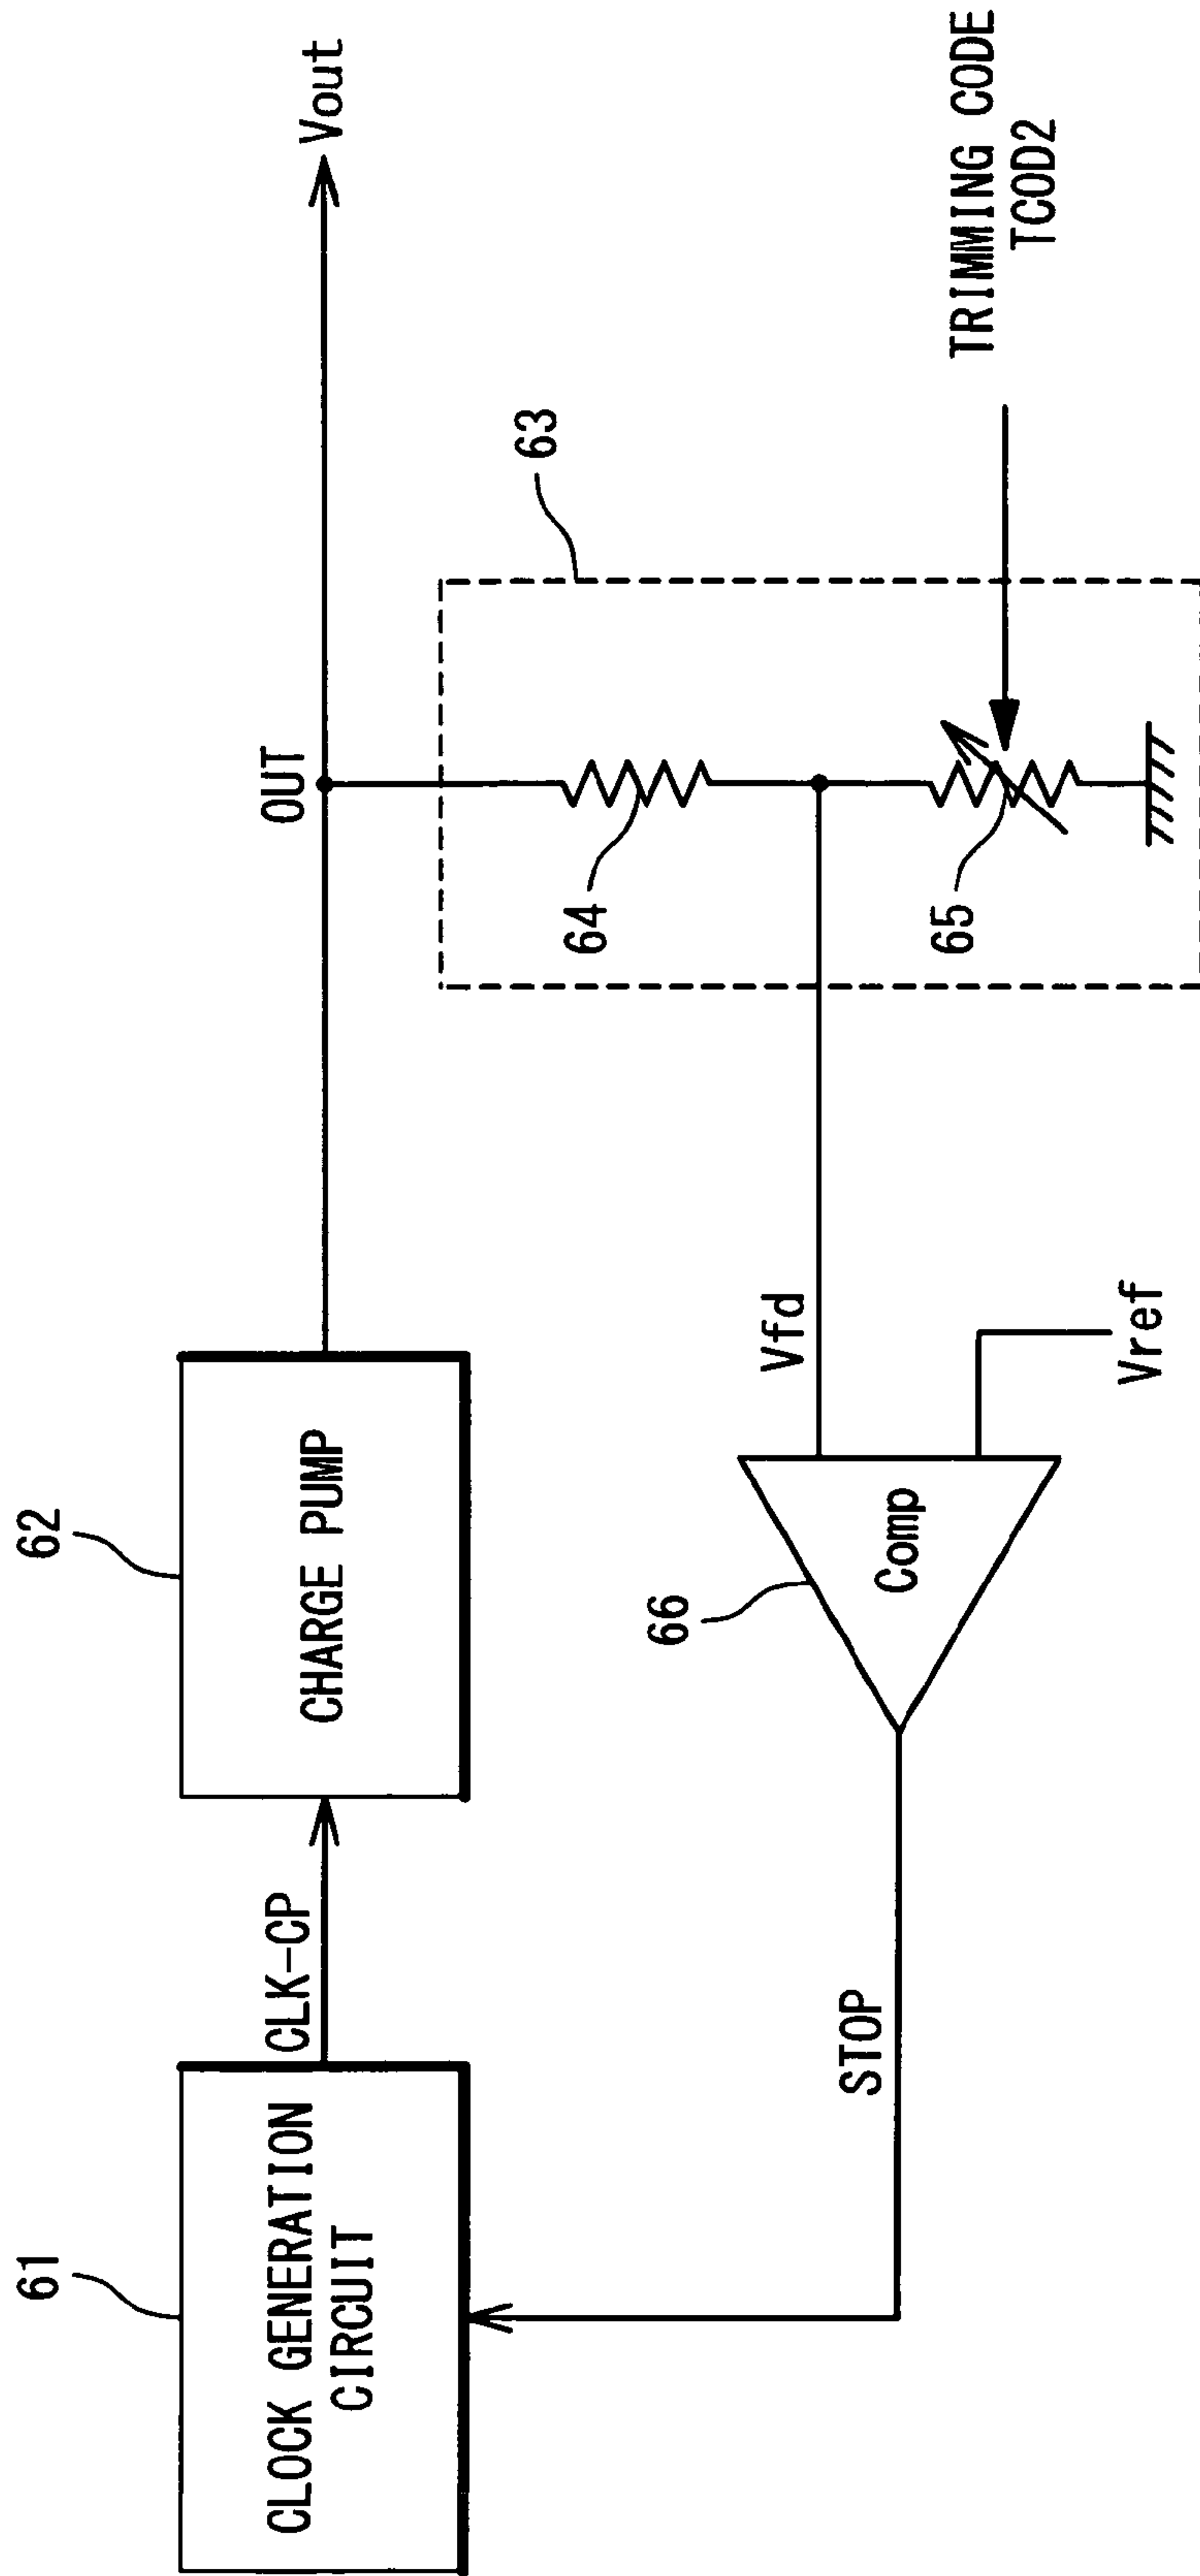 61
CLOCK GENERATION
CIRCUIT
CLK-CP
62
CHARGE PUMP
OUT
Vout
63
64
65
TRIMMING CODE
TCOD2
Vfd
Vref
66
Comp
STOP